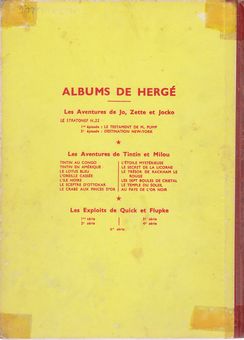 ALBUMS DE HERGÉ
Les Aventures de Jo, Zette et Jocko
LE STRATONEF H.22
1er épisode : LE TESTAMENT DE M. PUMP
2e épisode : DESTINATION NEW-YORK
Les Aventures de Tintin et Milou
TINTIN AU CONGO
TINTIN EN AMÉRIQUE
LE LOTUS BLEU
L'OREILLE CASSÉE
L'ILE NOIRE
LE SCEPTRE D'OTTOKAR
LE CRABE AUX PINCES D'OR
L'ÉTOILE MYSTÉRIEUSE
LE SECRET DE LA LICORNE
LE TRÉSOR DE RACKHAM LE
ROUGE
LES SEPT BOULES DE CRISTAL
LE TEMPLE DU SOLEIL
AU PAYS DE L'OR NOIR
Les Exploits de Quick et Flupke
1re série
2e série
3e série
4e série
5e série